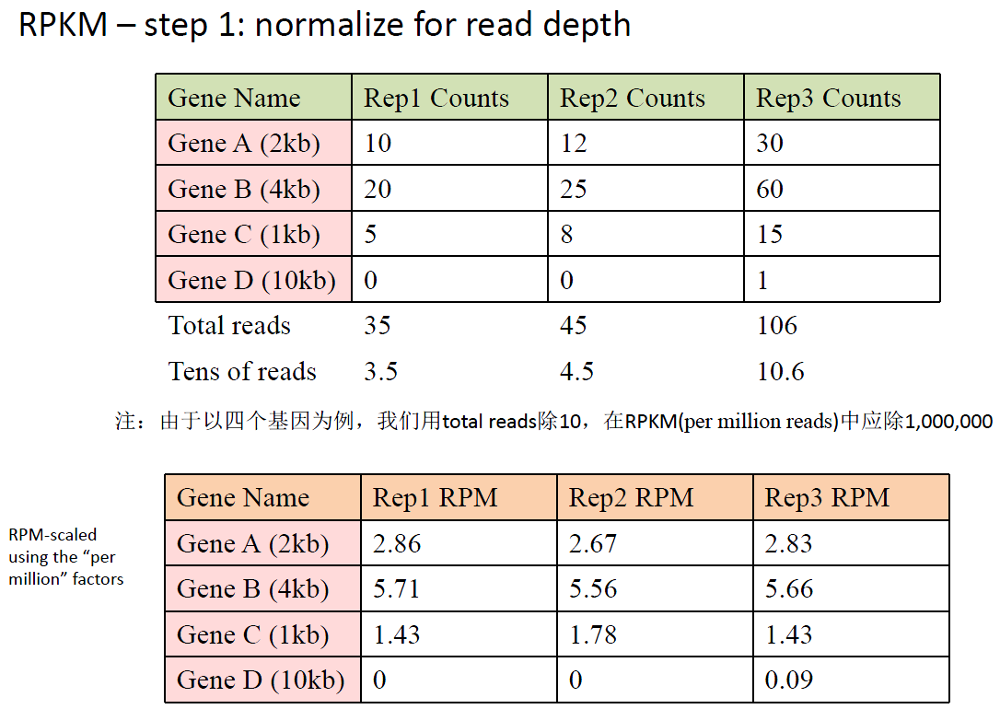 RPKM – step 1: normalize for read depth
Gene Name Rep1 Counts Rep2 Counts Rep3 Counts
Gene A (2kb) 10 12 30
Gene B (4kb) 20 25 60
Gene C (1kb) 5 8 15
Gene D (10kb) 0 0 1
Total reads 35 45 106
Tens of reads 3.5 4.5 10.6
注：由于以四个基因为例，我们用total reads除10，在RPKM(per million reads)中应除1,000,000
Gene Name Rep1 RPM Rep2 RPM Rep3 RPM
Gene A (2kb) 2.86 2.67 2.83
Gene B (4kb) 5.71 5.56 5.66
Gene C (1kb) 1.43 1.78 1.43
Gene D (10kb) 0 0 0.09
RPM-scaled
using the “per
million” factors